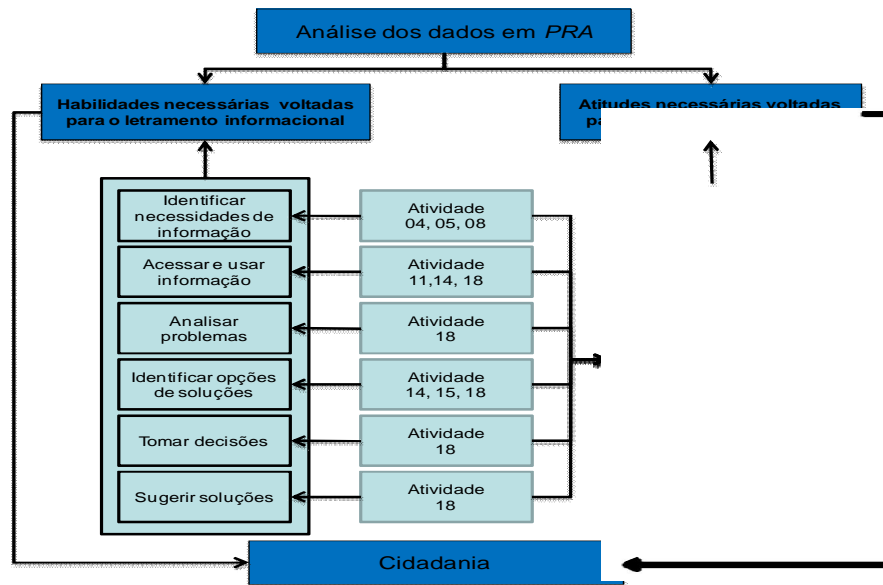 Análise dos dados em PRA
Habilidades necessárias voltadas
para o letramento informacional
Atitudes necessárias voltadas
Identificar
necessidades de
informação
Atividade
04, 05, 08
Acessar e usar
informação
Atividade
11,14, 18
Analisar
problemas
Atividade
18
Identificar opções
de soluções
Atividade
14, 15, 18
Tomar decisões
Atividade
18
Sugerir soluções
Atividade
18
Cidadania